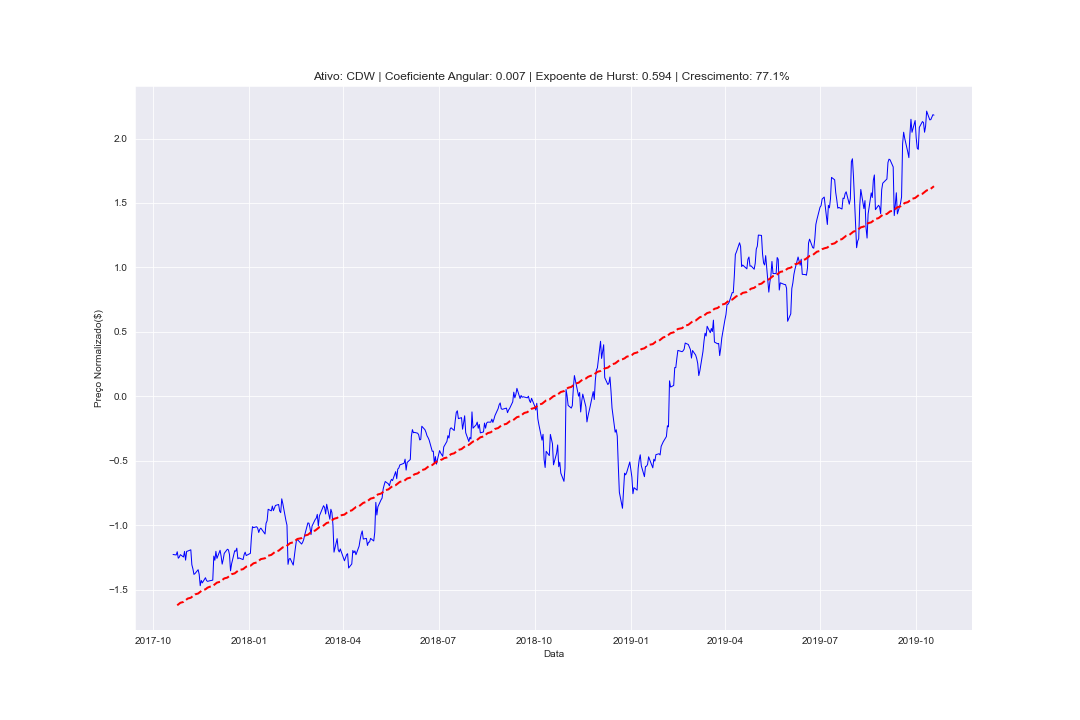 Ativo: CDW | Coeficiente Angular: 0.007 | Expoente de Hurst: 0.594 | Crescimento: 77.1%
Preço Normalizado($)
2.0
1.5
1.0
0.5
0.0
−0.5
−1.0
−1.5
2017-10 2018-01 2018-04 2018-07 2018-10 2019-01 2019-04 2019-07 2019-10
Data